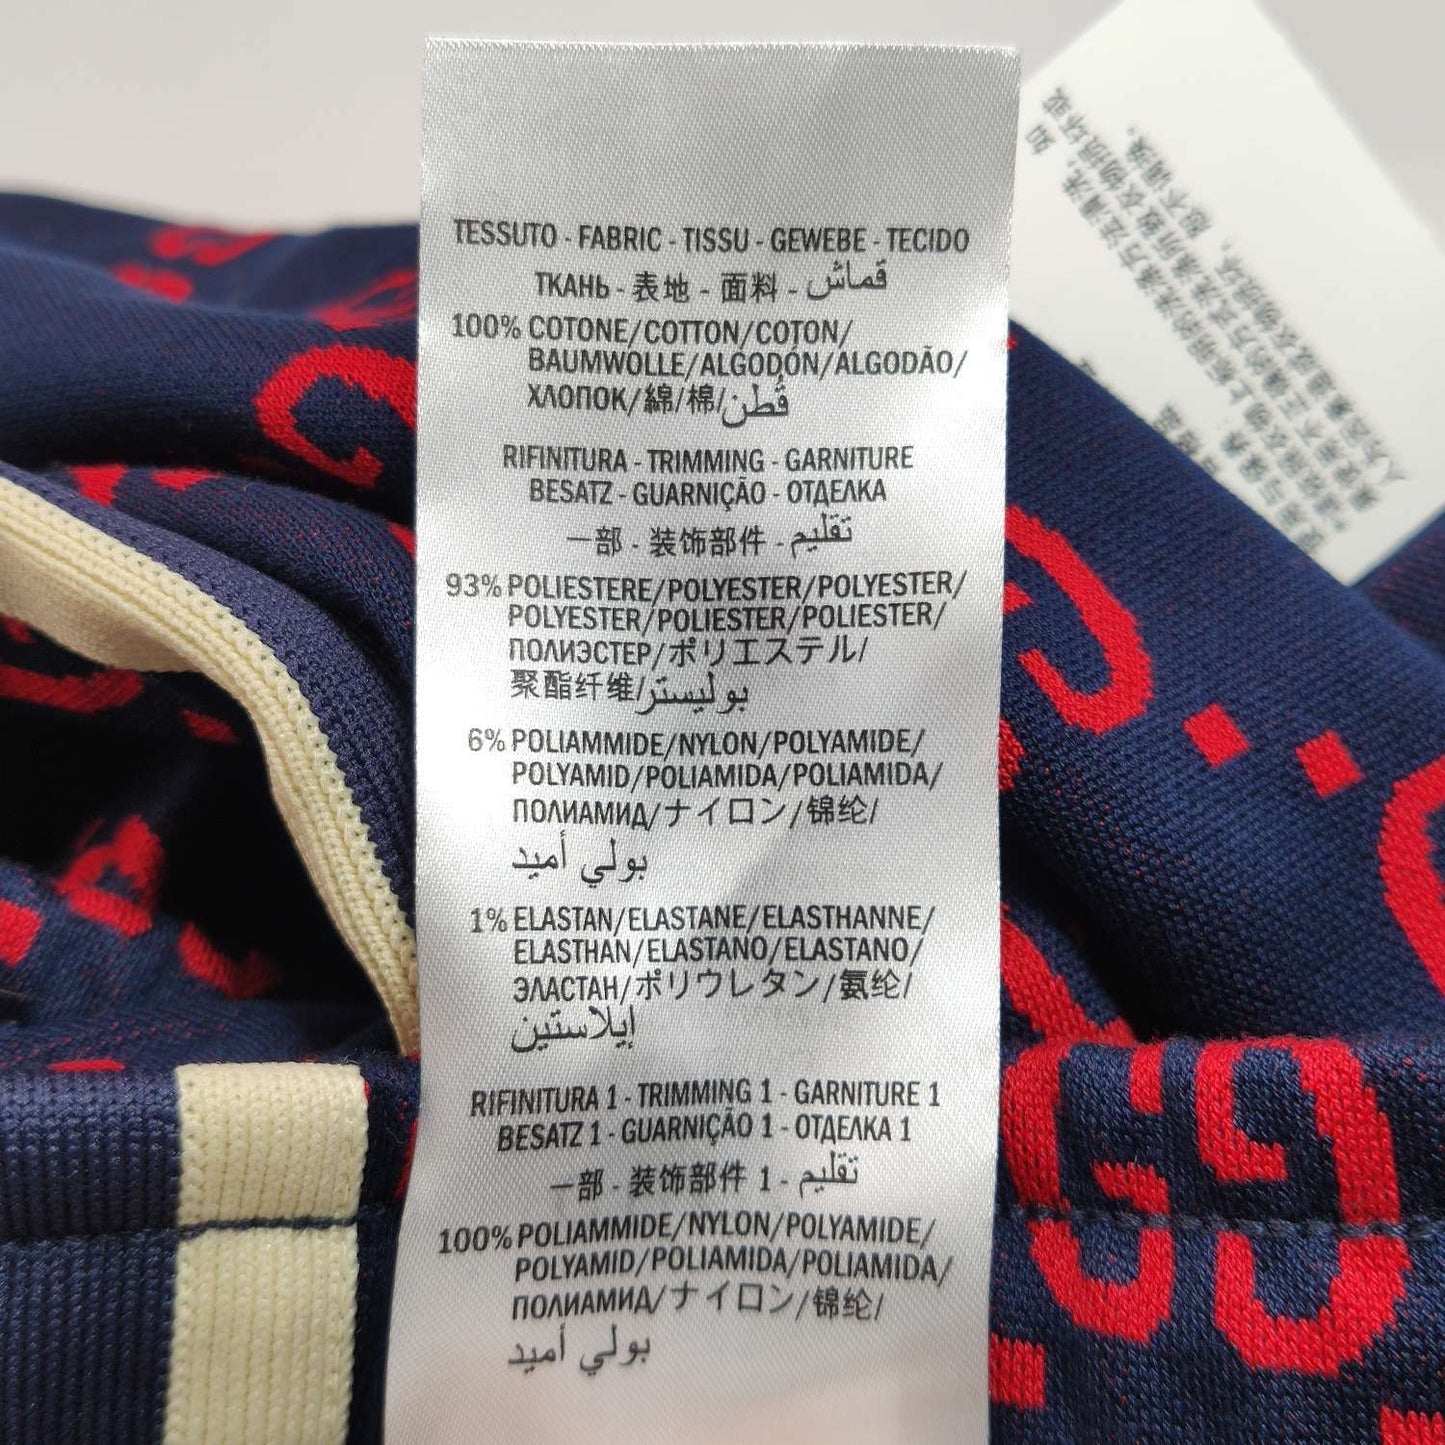 TESSUTO - FABRIC - TISSU - GEWEBE - TECIDO
ТКАНЬ - 表地 - 面料 - قماش
100% COTONE/COTTON/COTON/
BAUMWOLLE/ALGODÓN/ALGODÃO/
ХЛОПОК/綿/棉/قُطن
RIFINITURA - TRIMMING - GARNITURE
BESATZ - GUARNIÇÃO - ОТДЕЛКА
一部 - 装饰部件 - تقليم
93% POLIESTERE/POLYESTER/POLYESTER/
POLYESTER/POLIESTER/POLIESTER/
ПОЛИЭСТЕР/ポリエステル/
聚酯纤维/بوليستر
6% POLIAMMIDE/NYLON/POLYAMIDE/
POLYAMID/POLIAMIDA/POLIAMIDA/
ПОЛИАМИД/ナイロン/锦纶/
بولي أميد
1% ELASTAN/ELASTANE/ELASTHANNE/
ELASTHAN/ELASTANO/ELASTANO/
ЭЛАСТАН/ポリウレタン/氨纶/
إيلاستين
RIFINITURA 1 - TRIMMING 1 - GARNITURE 1
BESATZ 1 - GUARNIÇÃO 1 - ОТДЕЛКА 1
一部 - 装饰部件 1 - تقليم
100% POLIAMMIDE/NYLON/POLYAMIDE/
POLYAMID/POLIAMIDA/POLIAMIDA/
ПОЛИАМИД/ナイロン/锦纶/
بولي أميد